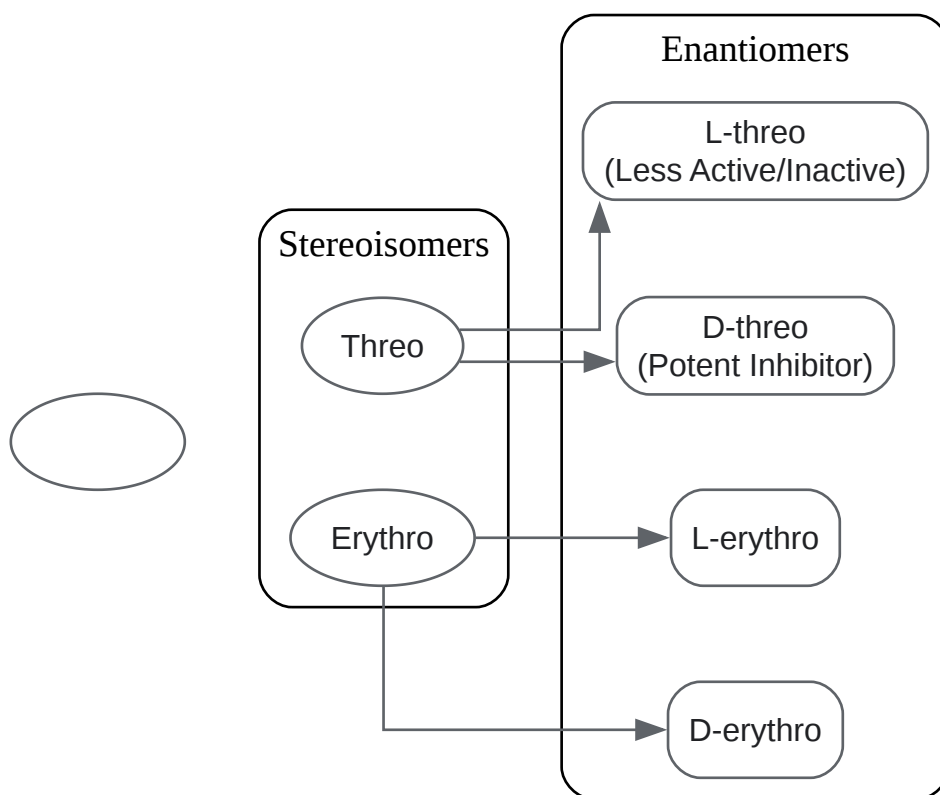 Enantiomers
L-threo
(Less Active/Inactive)
Stereoisomers
Threo
D-threo
(Potent Inhibitor)
Erythro
L-erythro
D-erythro